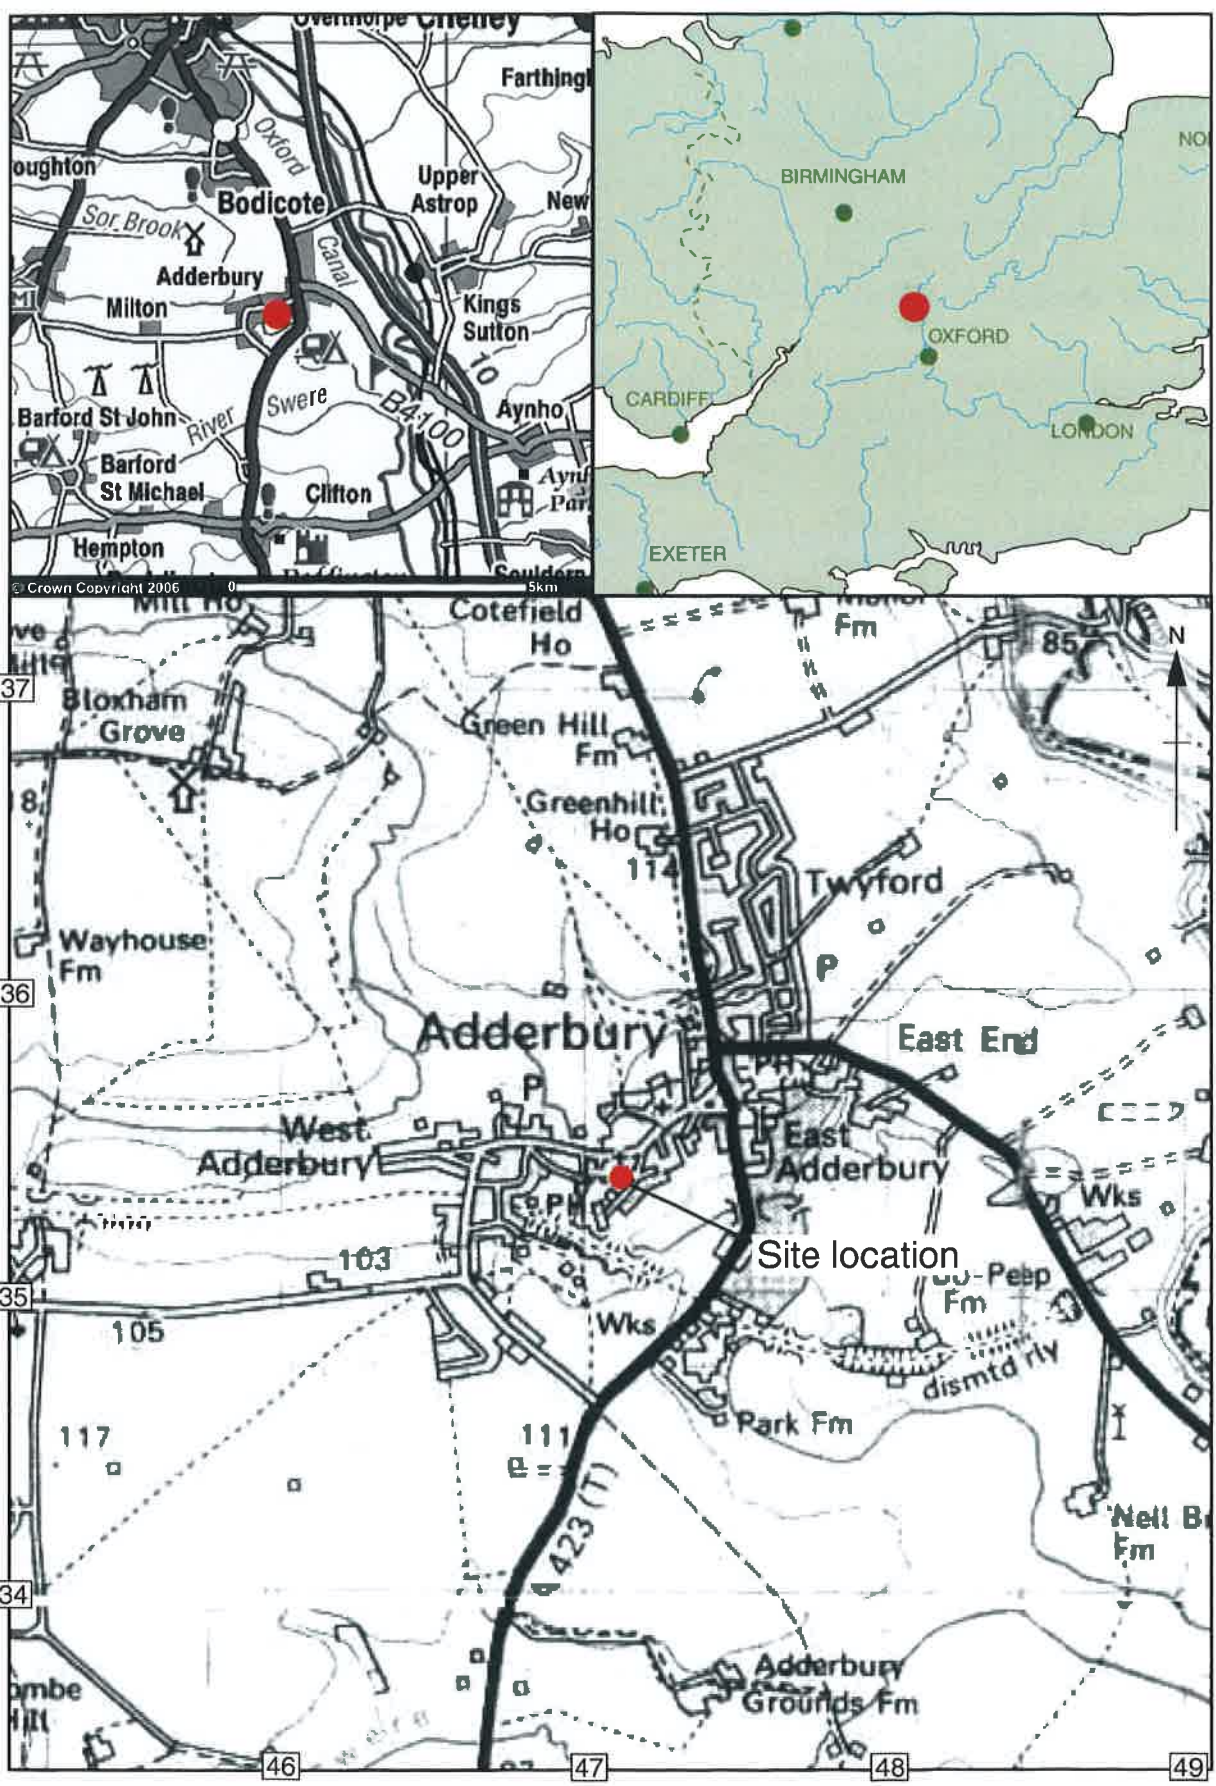 Cheney
Oxford
Upper
Astrop
New
Bodicote
Sor Brook
Canal
Adderbury
Milton
Kings
Sutton
10
Swere
River
B4100
Barford St John
Aynho
Barford
St Michael
Clifton
Hempton
© Crown Copyright 2006
0
5km
BIRMINGHAM
OXFORD
CARDIFF
LONDON
EXETER
Cotefield
Ho
Fm
85
N
37
Bloxham
Grove
Green Hill
Fm
Greenhill
Ho
114
Twyford
Wayhouse
Fm
P
36
Adderbury
East End
PH
P
West
Adderbury
East
Adderbury
PH
Wks
Site location
103
35
105
Wks
Fm
dismtd rly
Park Fm
117
111
423 (T)
Fm
34
Adderbury
Grounds Fm
46
47
48
49